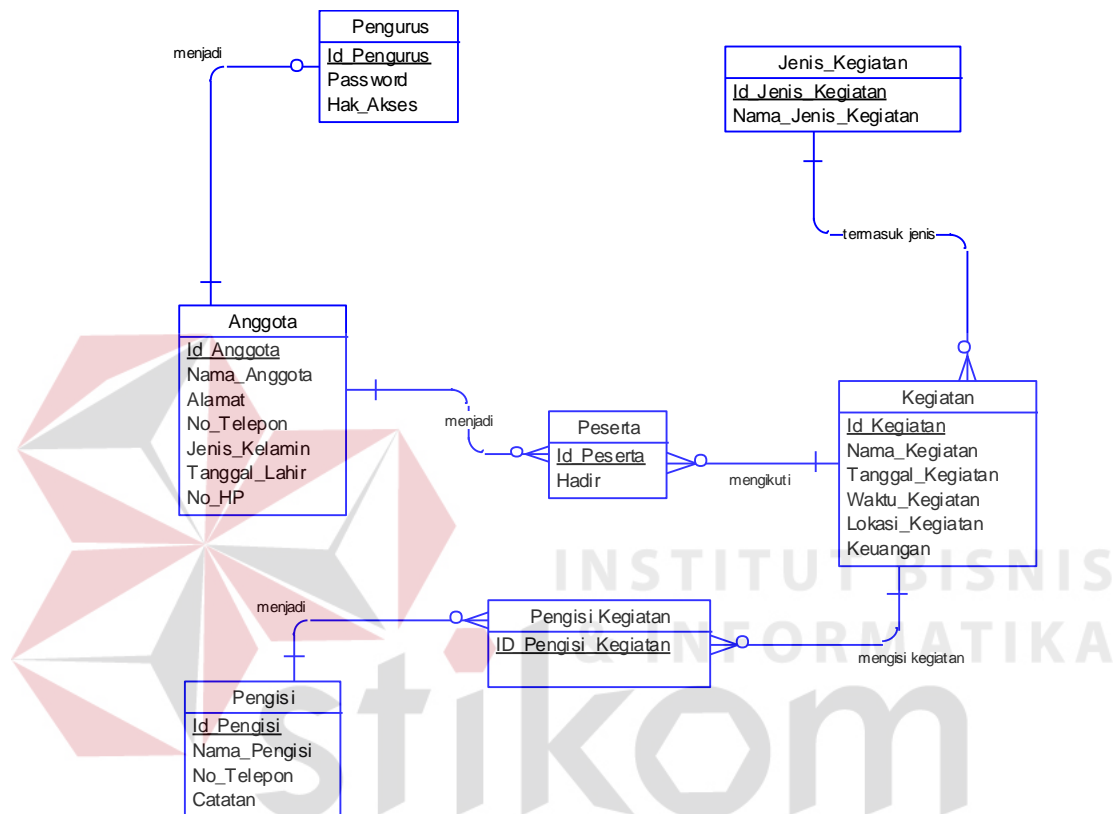 Pengurus
Id_Pengurus
Password
Hak_Akses
menjadi
Jenis_Kegiatan
Id_Jenis_Kegiatan
Nama_Jenis_Kegiatan
termasuk jenis
Anggota
Id_Anggota
Nama_Anggota
Alamat
No_Telepon
Jenis_Kelamin
Tanggal_Lahir
No_HP
menjadi
Peserta
Id_Peserta
Hadir
mengikuti
Kegiatan
Id_Kegiatan
Nama_Kegiatan
Tanggal_Kegiatan
Waktu_Kegiatan
Lokasi_Kegiatan
Keuangan
INSTITUT BISNIS
& INFORMATIKA
stikom
menjadi
Pengisi Kegiatan
ID_Pengisi_Kegiatan
mengisi kegiatan
Pengisi
Id_Pengisi
Nama_Pengisi
No_Telepon
Catatan